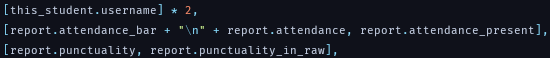 [this_student.username] * 2,
[report.attendance_bar + "\n" + report.attendance, report.attendance_present],
[report.punctuality, report.punctuality_in_raw],